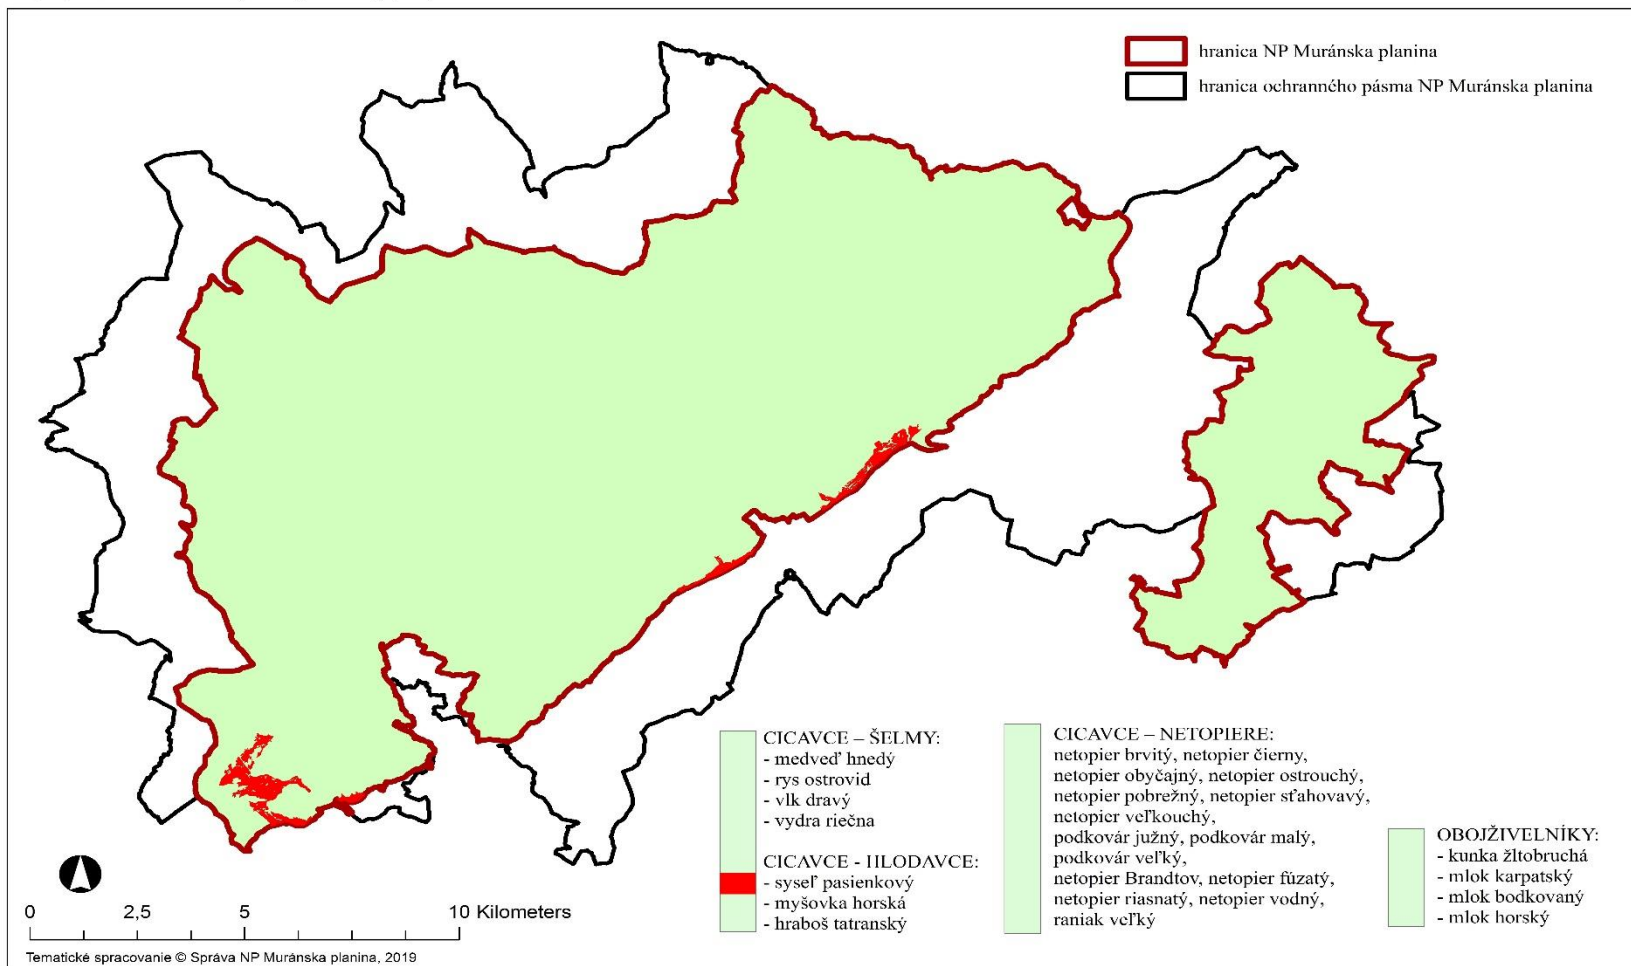 hranica NP Muránska planina
hranica ochranného pásma NP Muránska planina
CICAVCE – ŠELMY:
- medveď hnedý
- rys ostrovid
- vlk dravý
- vydra riečna
CICAVCE - HLODAVCE:
- syseľ pasienkový
- myšovka horská
- hraboš tatranský
CICAVCE – NETOPIERE:
netopier brvitý, netopier čierny,
netopier obyčajný, netopier ostrouchý,
netopier pobrežný, netopier sťahovavý,
netopier veľkouchý,
podkovár južný, podkovár malý,
podkovár veľký,
netopier Brandtov, netopier fúzatý,
netopier riasnatý, netopier vodný,
raniak veľký
OBOJŽIVELNÍKY:
- kunka žltobruchá
- mlok karpatský
- mlok bodkovaný
- mlok horský
0 2,5 5 10 Kilometers
Tematické spracovanie © Správa NP Muránska planina, 2019